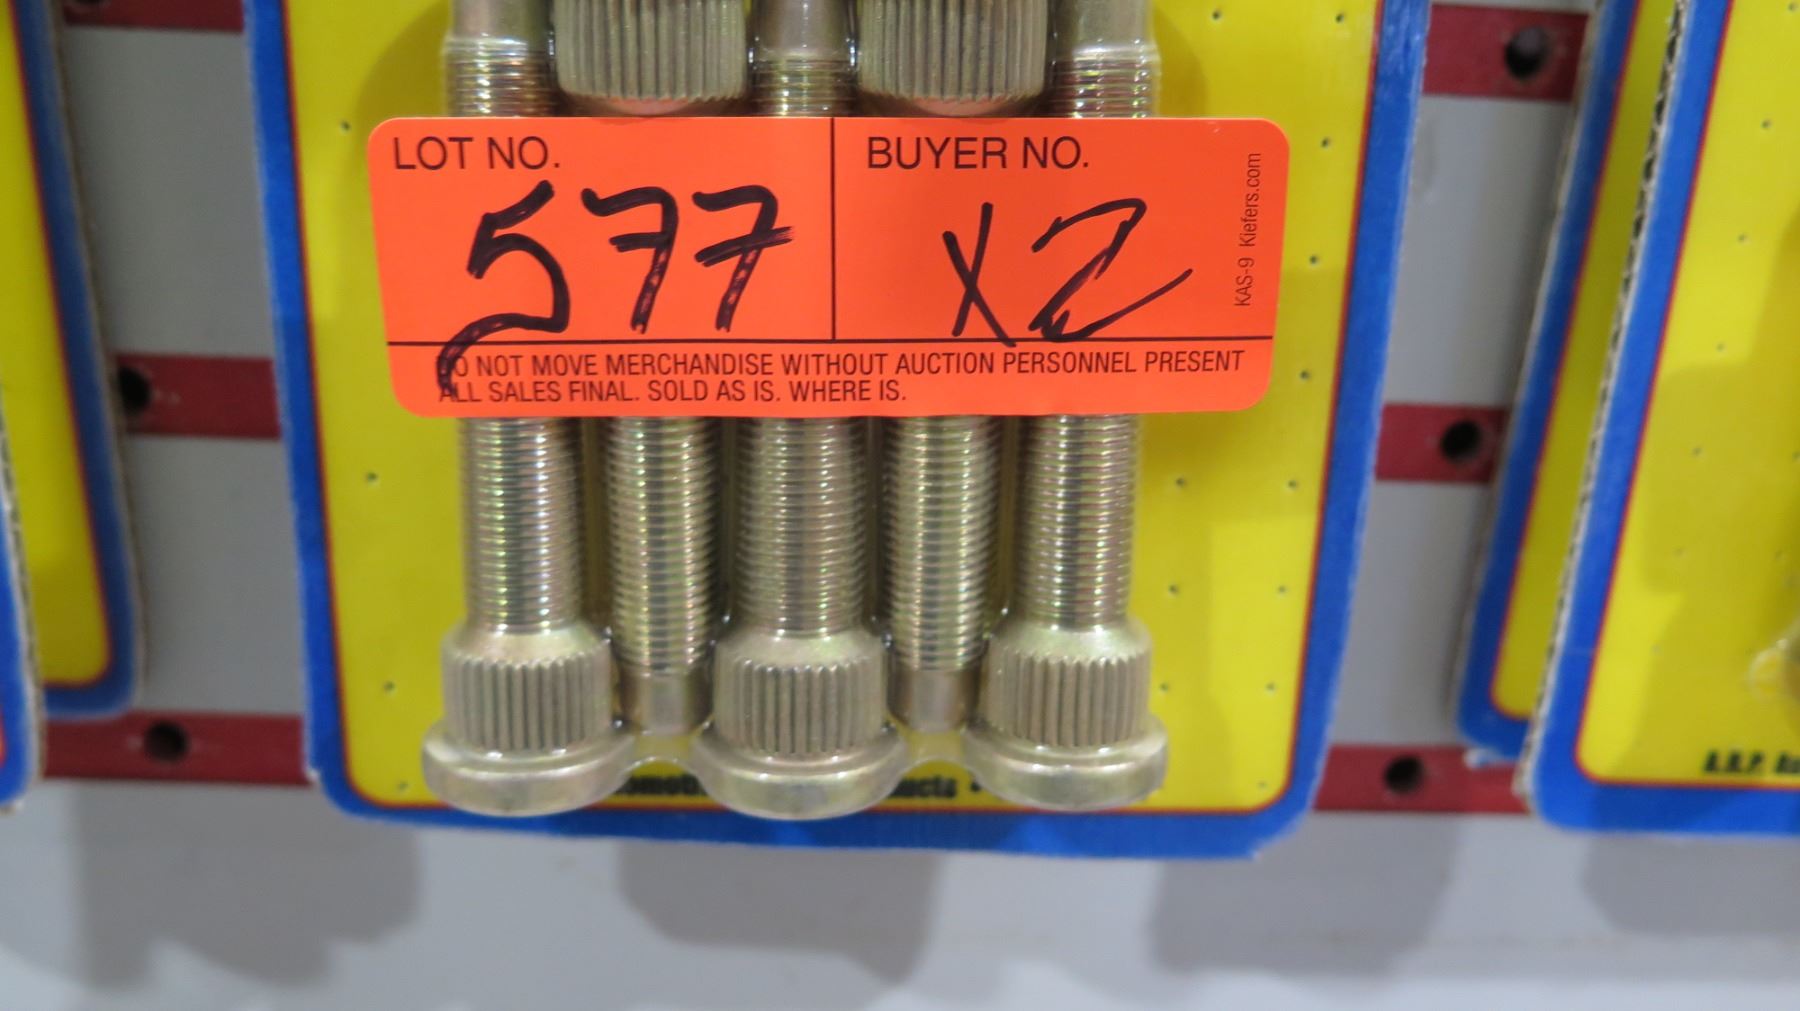 LOT NO.
577
BUYER NO.
X2
KAS-9 Kiefers.com
DO NOT MOVE MERCHANDISE WITHOUT AUCTION PERSONNEL PRESENT
ALL SALES FINAL. SOLD AS IS. WHERE IS.
A.R.P.